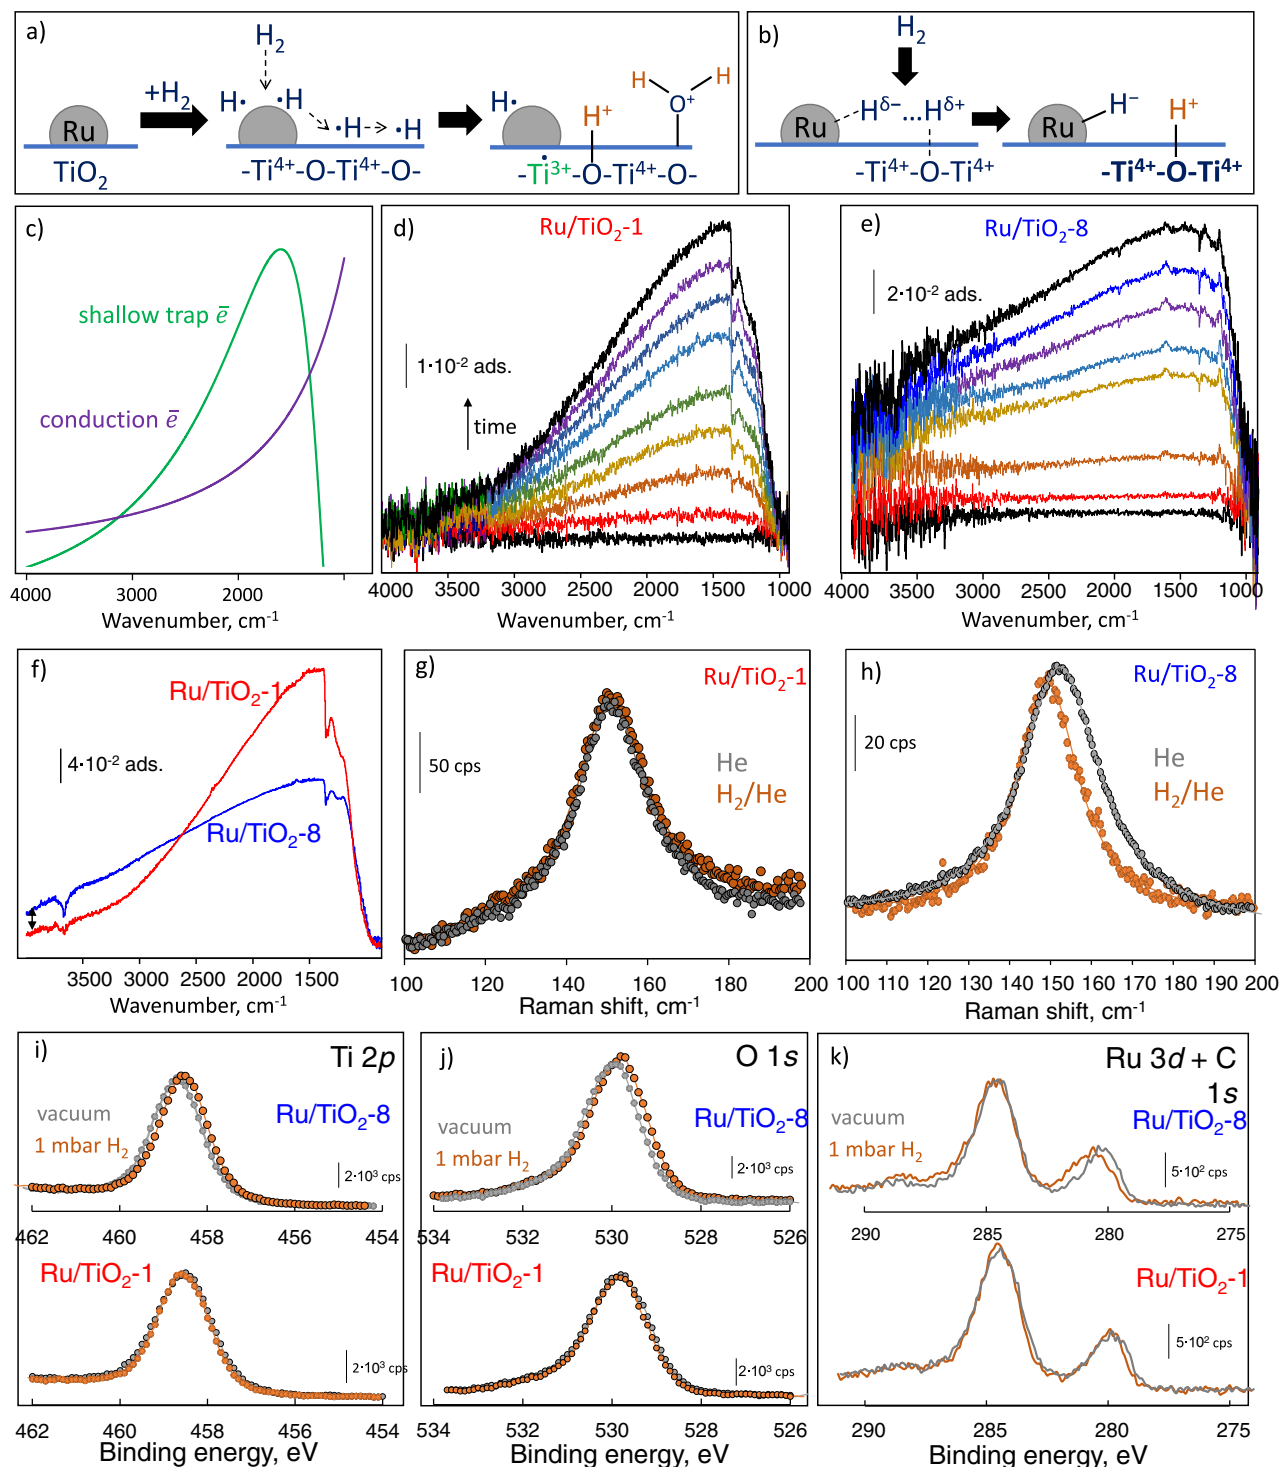 a)
H₂
+H₂
H· ·H
·H ·H
Ru
TiO₂
-Ti⁴⁺-O-Ti⁴⁺-O-
H·
H⁺
H H
O⁺
-Ti³⁺-O-Ti⁴⁺-O-
b)
H₂
Ru
Hδ⁻...Hδ⁺
-Ti⁴⁺-O-Ti⁴⁺
Ru
H⁻
H⁺
-Ti⁴⁺-O-Ti⁴⁺
c)
shallow trap ē
conduction ē
4000 2000
Wavenumber, cm⁻¹
d)
Ru/TiO₂-1
1·10⁻² ads.
time
4000 3500 3000 2500 2000 1500 1000
Wavenumber, cm⁻¹
e)
Ru/TiO₂-8
2·10⁻² ads.
4000 3500 3000 2500 2000 1500 1000
Wavenumber, cm⁻¹
f)
Ru/TiO₂-1
4·10⁻² ads.
Ru/TiO₂-8
3500 3000 2500 2000 1500
Wavenumber, cm⁻¹
g)
Ru/TiO₂-1
50 cps
He
H₂/He
100 120 140 160 180 200
Raman shift, cm⁻¹
h)
Ru/TiO₂-8
20 cps
He
H₂/He
100 110 120 130 140 150 160 170 180 190 200
Raman shift, cm⁻¹
i)
Ti 2p
vacuum
1 mbar H₂
Ru/TiO₂-8
2·10³ cps
462 460 458 456 454
Ru/TiO₂-1
2·10³ cps
462 460 458 456 454
Binding energy, eV
j)
O 1s
vacuum
1 mbar H₂
Ru/TiO₂-8
2·10³ cps
534 532 530 528 526
Ru/TiO₂-1
2·10³ cps
534 532 530 528 526
Binding energy, eV
k)
Ru 3d + C
1s
vacuum
1 mbar H₂
Ru/TiO₂-8
5·10² cps
290 285 280 275
Ru/TiO₂-1
5·10² cps
290 285 280 275
Binding energy, eV